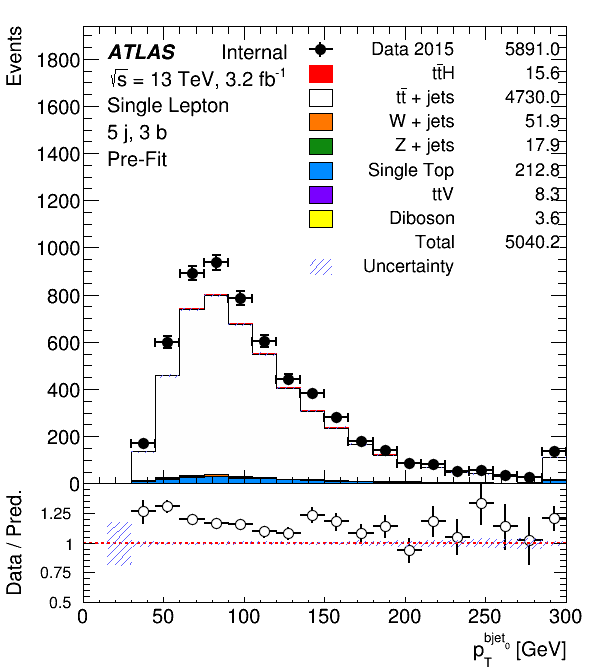 Events
1800
1600
1400
1200
1000
800
600
400
200
0
ATLAS Internal
√s = 13 TeV, 3.2 fb⁻¹
Single Lepton
5 j, 3 b
Pre-Fit
Data 2015 5891.0
tt̄H 15.6
tt̄ + jets 4730.0
W + jets 51.9
Z + jets 17.9
Single Top 212.8
ttV 8.3
Diboson 3.6
Total 5040.2
Uncertainty
Data / Pred.
1.25
1
0.75
0.5
0 50 100 150 200 250 300
p_T^{bjet_0} [GeV]